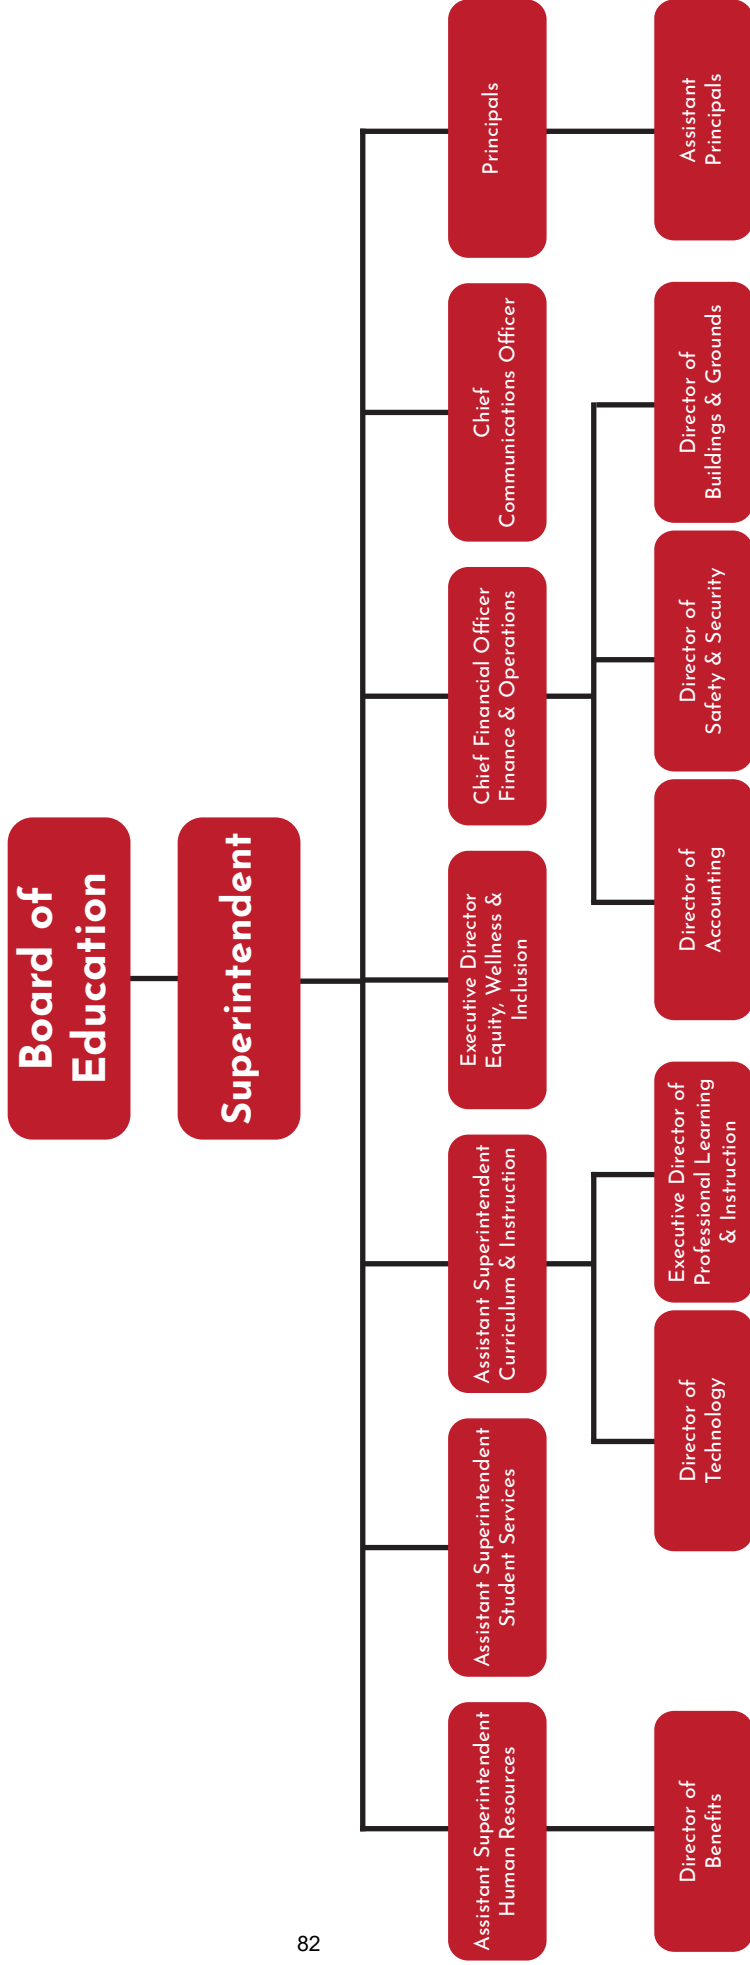 Board of
Education
Superintendent
Assistant Superintendent
Human Resources
Assistant Superintendent
Student Services
Assistant Superintendent
Curriculum & Instruction
Executive Director
Equity, Wellness &
Inclusion
Chief Financial Officer
Finance & Operations
Chief
Communications Officer
Principals
Director of
Benefits
Director of
Technology
Executive Director of
Professional Learning
& Instruction
Director of
Accounting
Director of
Safety & Security
Director of
Buildings & Grounds
Assistant
Principals
82